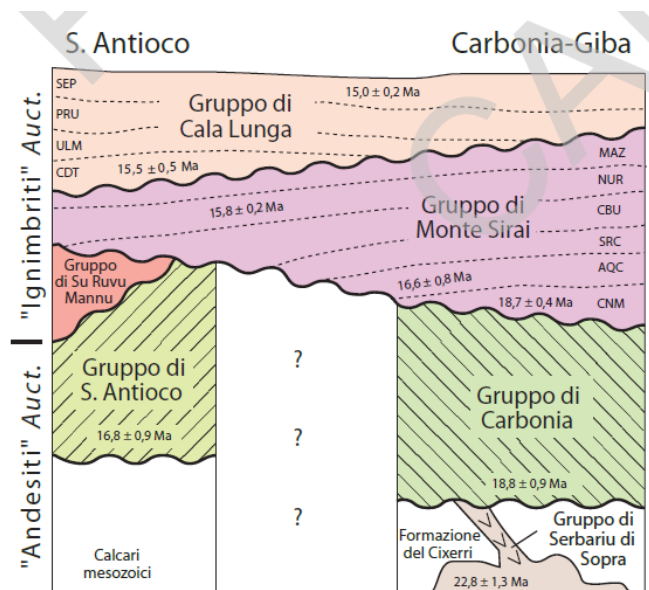 S. Antioco
Carbonia-Giba
"Ignimbriti" Auct.
"Andesiti" Auct.
SEP
PRU
ULM
CDT
Gruppo di
Cala Lunga
15,0 ± 0,2 Ma
15,5 ± 0,5 Ma
MAZ
NUR
CBU
SRC
AQC
CNM
15,8 ± 0,2 Ma
Gruppo di
Monte Sirai
16,6 ± 0,8 Ma
18,7 ± 0,4 Ma
Gruppo
di Su Ruvu
Mannu
Gruppo di
S. Antioco
16,8 ± 0,9 Ma
?
?
?
Gruppo di
Carbonia
18,8 ± 0,9 Ma
Calcari
mesozoici
Formazione
del Cixerri
Gruppo di
Serbariu di
Sopra
22,8 ± 1,3 Ma